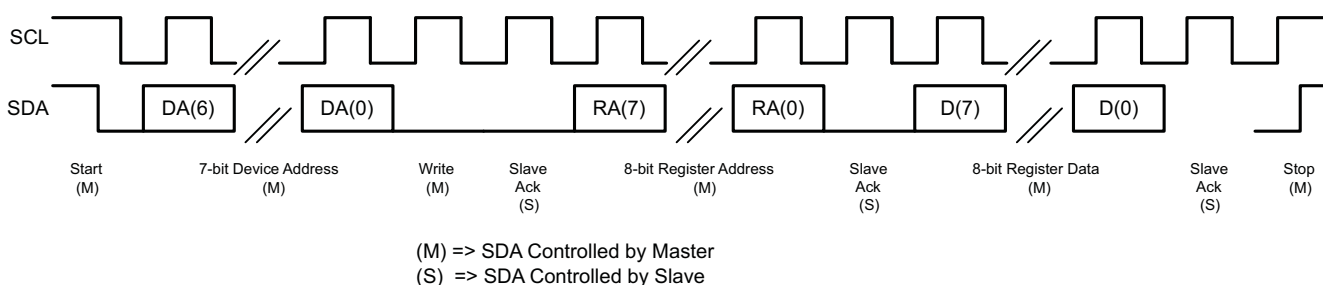 SCL
SDA
DA(6)
DA(0)
RA(7)
RA(0)
D(7)
D(0)
Start
(M)
7-bit Device Address
(M)
Write
(M)
Slave
Ack
(S)
8-bit Register Address
(M)
Slave
Ack
(S)
8-bit Register Data
(M)
Slave
Ack
(S)
Stop
(M)
(M) => SDA Controlled by Master
(S) => SDA Controlled by Slave